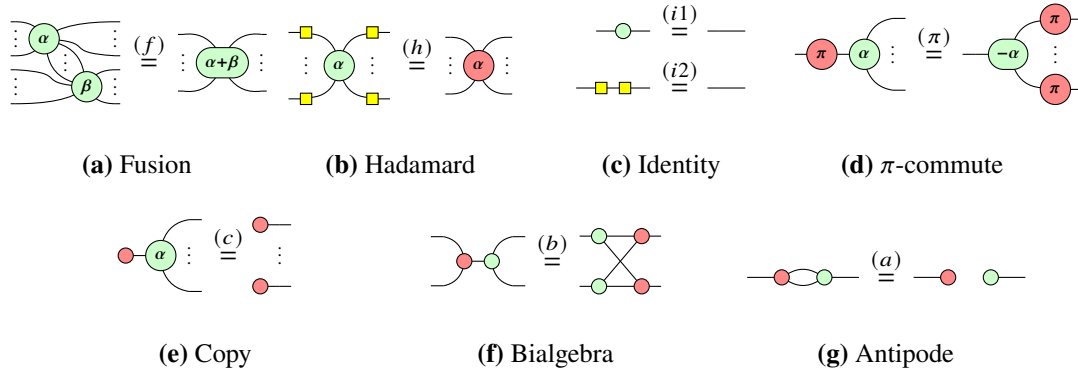 α (f) = α+β
β
α (h) = α
(i1) =
(i2) =
π α (π) = -α π π
(a) Fusion
(b) Hadamard
(c) Identity
(d) π-commute
α (c) =
(b) =
(a) =
(e) Copy
(f) Bialgebra
(g) Antipode